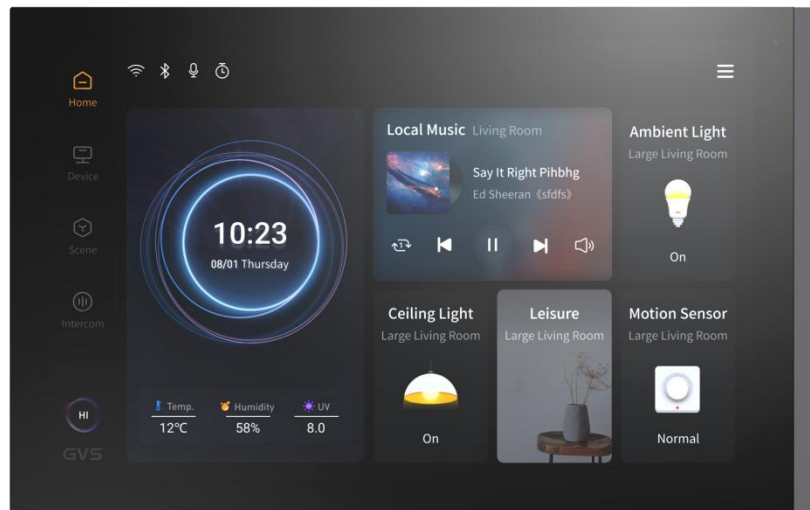 Home
Device
Scene
Intercom
HI
GVS
10:23
08/01 Thursday
Temp.
12℃
Humidity
58%
UV
8.0
Local Music Living Room
Say It Right Pihbhg
Ed Sheeran《sfdfs》
1
Ambient Light
Large Living Room
On
Ceiling Light
Large Living Room
On
Leisure
Large Living Room
Motion Sensor
Large Living Room
Normal